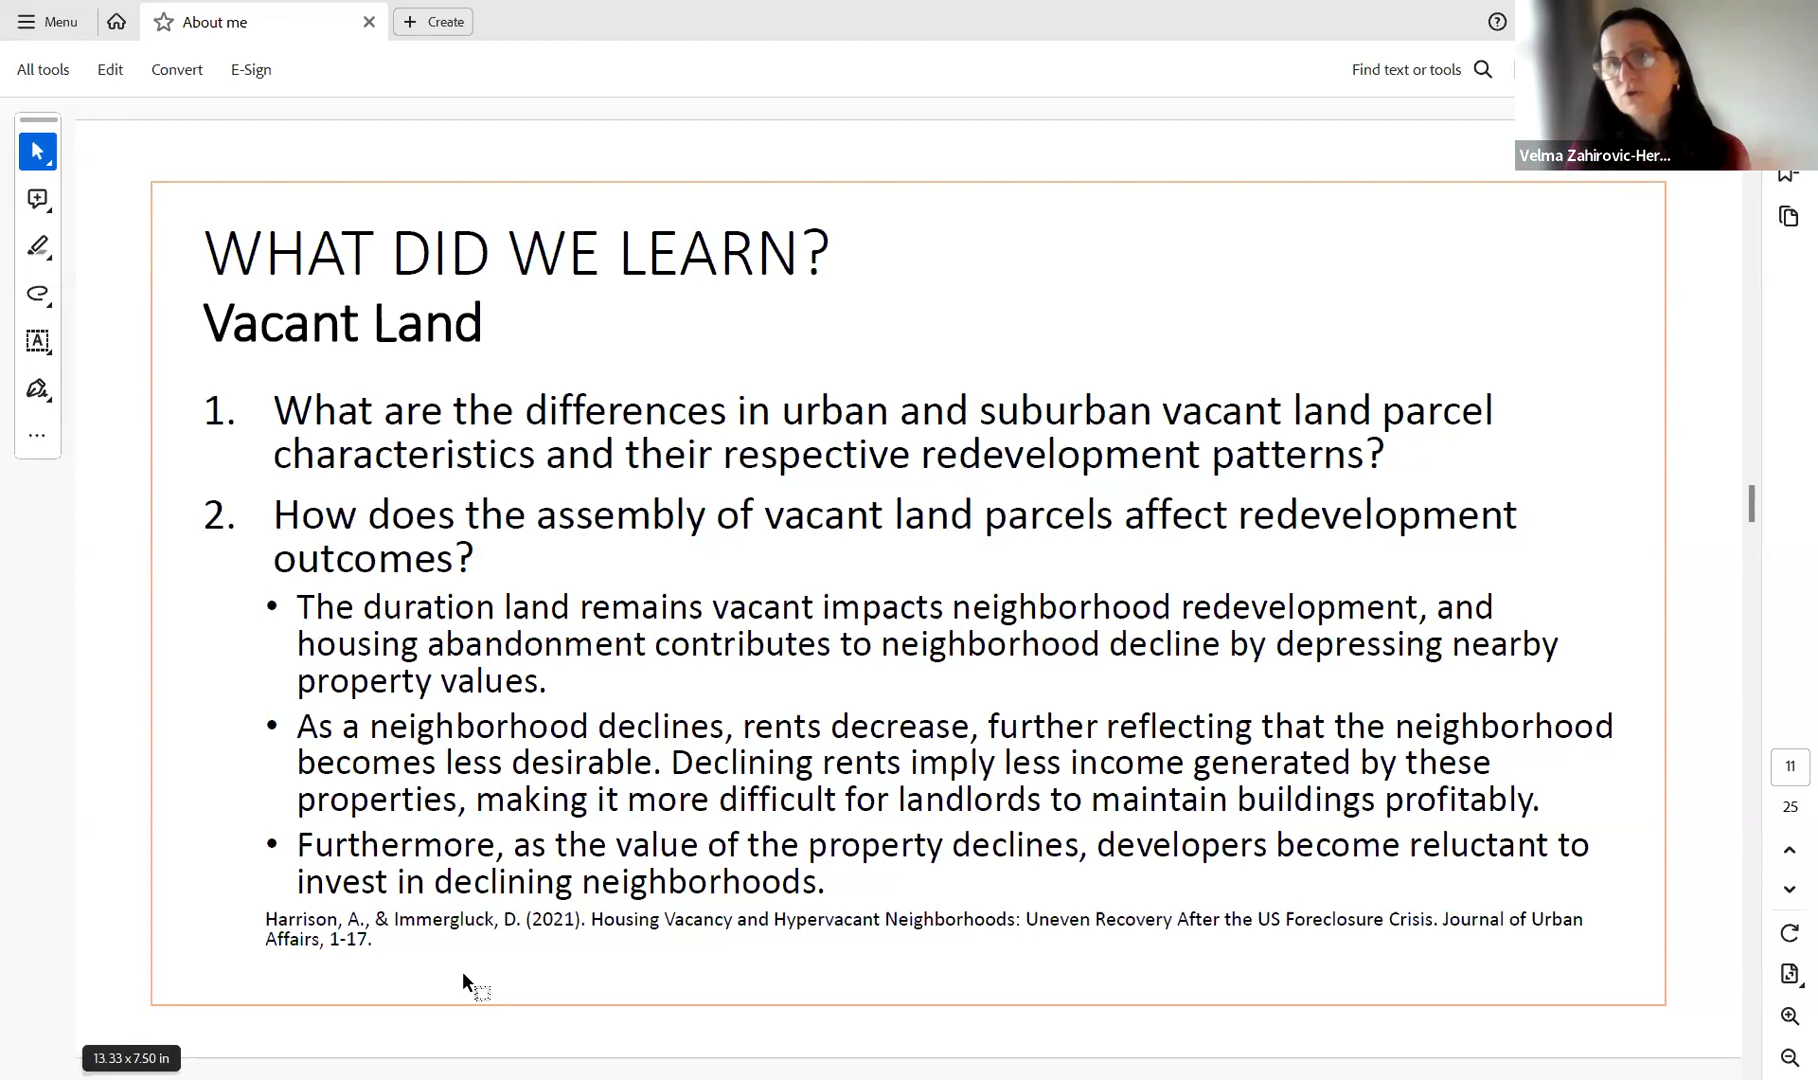 Menu
About me
Create
All tools
Edit
Convert
E-Sign
Find text or tools
Velma Zahirovic-Her...
WHAT DID WE LEARN?
Vacant Land
1. What are the differences in urban and suburban vacant land parcel
characteristics and their respective redevelopment patterns?
2. How does the assembly of vacant land parcels affect redevelopment
outcomes?
• The duration land remains vacant impacts neighborhood redevelopment, and
housing abandonment contributes to neighborhood decline by depressing nearby
property values.
• As a neighborhood declines, rents decrease, further reflecting that the neighborhood
becomes less desirable. Declining rents imply less income generated by these
properties, making it more difficult for landlords to maintain buildings profitably.
• Furthermore, as the value of the property declines, developers become reluctant to
invest in declining neighborhoods.
Harrison, A., & Immergluck, D. (2021). Housing Vacancy and Hypervacant Neighborhoods: Uneven Recovery After the US Foreclosure Crisis. Journal of Urban
Affairs, 1-17.
11
25
13.33 x 7.50 in